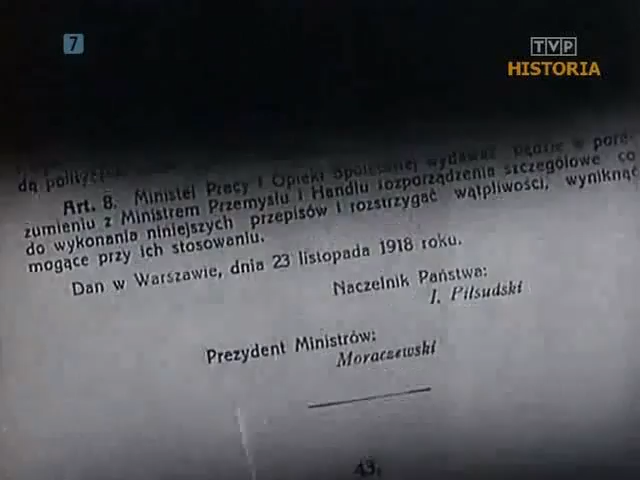 7
TVP
HISTORIA
dą politycz
Art. 8. Minister Pracy i Opieki Społecznej wydawać będzie w poro-
zumieniu z Ministrem Przemysłu i Handlu rozporządzenia szczegółowe co
do wykonania niniejszych przepisów i rozstrzygać wątpliwości, wyniknąć
mogące przy ich stosowaniu.
Dan w Warszawie, dnia 23 listopada 1918 roku.
Naczelnik Państwa:
I. Piłsudski
Prezydent Ministrów:
Moraczewski
43.